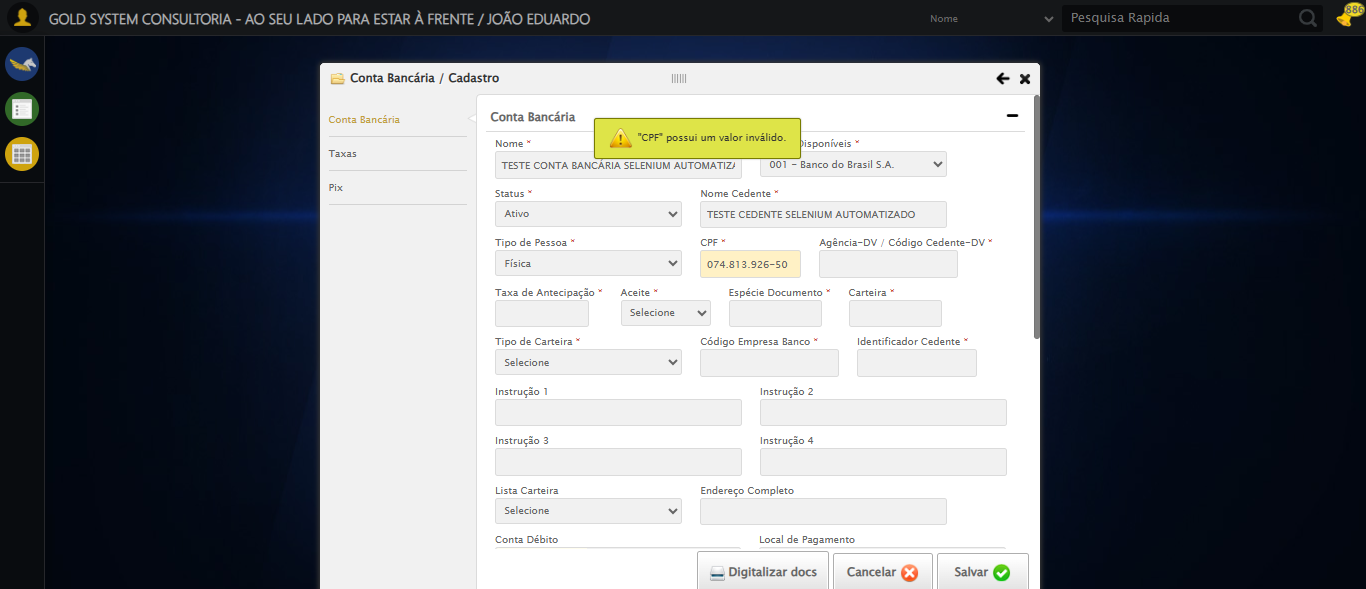 GOLD SYSTEM CONSULTORIA - AO SEU LADO PARA ESTAR À FRENTE / JOÃO EDUARDO
Nome
Pesquisa Rapida
886
Conta Bancária / Cadastro
Conta Bancária
Taxas
Pix
Conta Bancária
"CPF" possui um valor inválido.
Nome *
Disponíveis *
TESTE CONTA BANCÁRIA SELENIUM AUTOMATIZA
001 - Banco do Brasil S.A.
Status *
Nome Cedente *
Ativo
TESTE CEDENTE SELENIUM AUTOMATIZADO
Tipo de Pessoa *
CPF *
Agência-DV / Código Cedente-DV *
Física
074.813.926-50
Taxa de Antecipação *
Aceite *
Espécie Documento *
Carteira *
Selecione
Tipo de Carteira *
Código Empresa Banco *
Identificador Cedente *
Selecione
Instrução 1
Instrução 2
Instrução 3
Instrução 4
Lista Carteira
Endereço Completo
Selecione
Conta Débito
Local de Pagamento
Digitalizar docs
Cancelar
Salvar